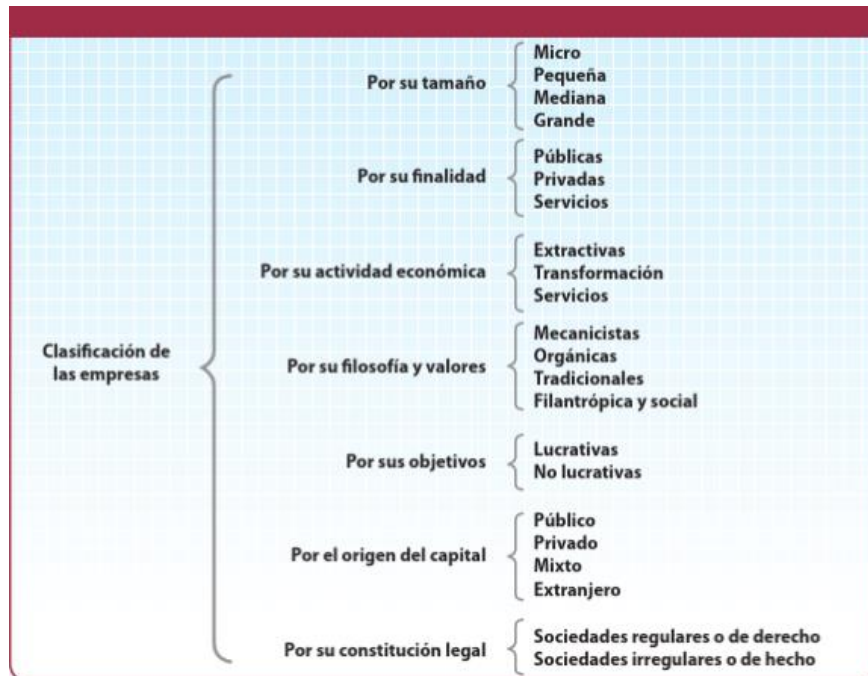 Clasificación de
las empresas
Por su tamaño
Micro
Pequeña
Mediana
Grande
Por su finalidad
Públicas
Privadas
Servicios
Por su actividad económica
Extractivas
Transformación
Servicios
Por su filosofía y valores
Mecanicistas
Orgánicas
Tradicionales
Filantrópica y social
Por sus objetivos
Lucrativas
No lucrativas
Por el origen del capital
Público
Privado
Mixto
Extranjero
Por su constitución legal
Sociedades regulares o de derecho
Sociedades irregulares o de hecho